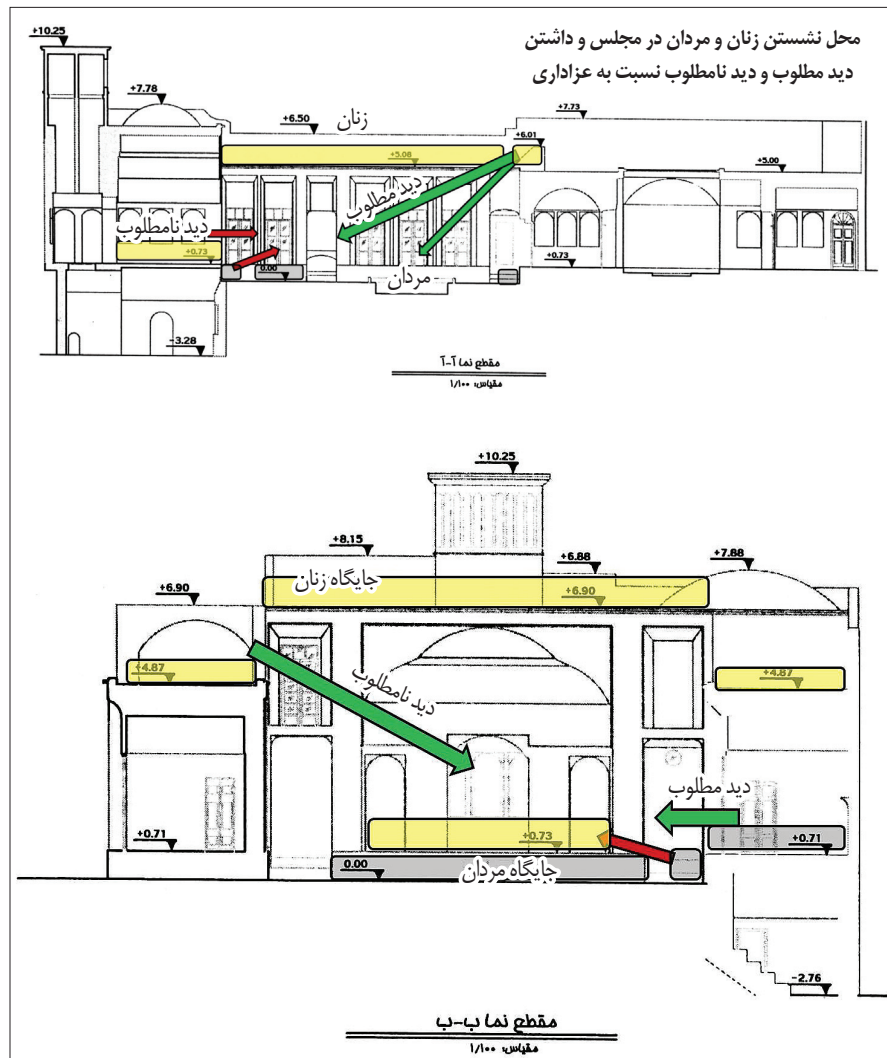 محل نشستن زنان و مردان در مجلس و داشتن
دید مطلوب و دید نامطلوب نسبت به عزاداری
+10.25
+7.78
+6.50
زنان
+7.73
+6.01
+5.08
+5.00
دید مطلوب
دید نامطلوب
+0.73
0.00
مردان
+0.73
-3.28
مقطع نما آ-آ
مقیاس: ۱/۱۰۰
+10.25
+8.15
+6.88
+7.88
+6.90
جایگاه زنان
+6.90
+4.87
دید نامطلوب
+4.87
دید مطلوب
+0.71
+0.73
+0.71
0.00
جایگاه مردان
-2.76
مقطع نما ب-ب
مقیاس: ۱/۱۰۰